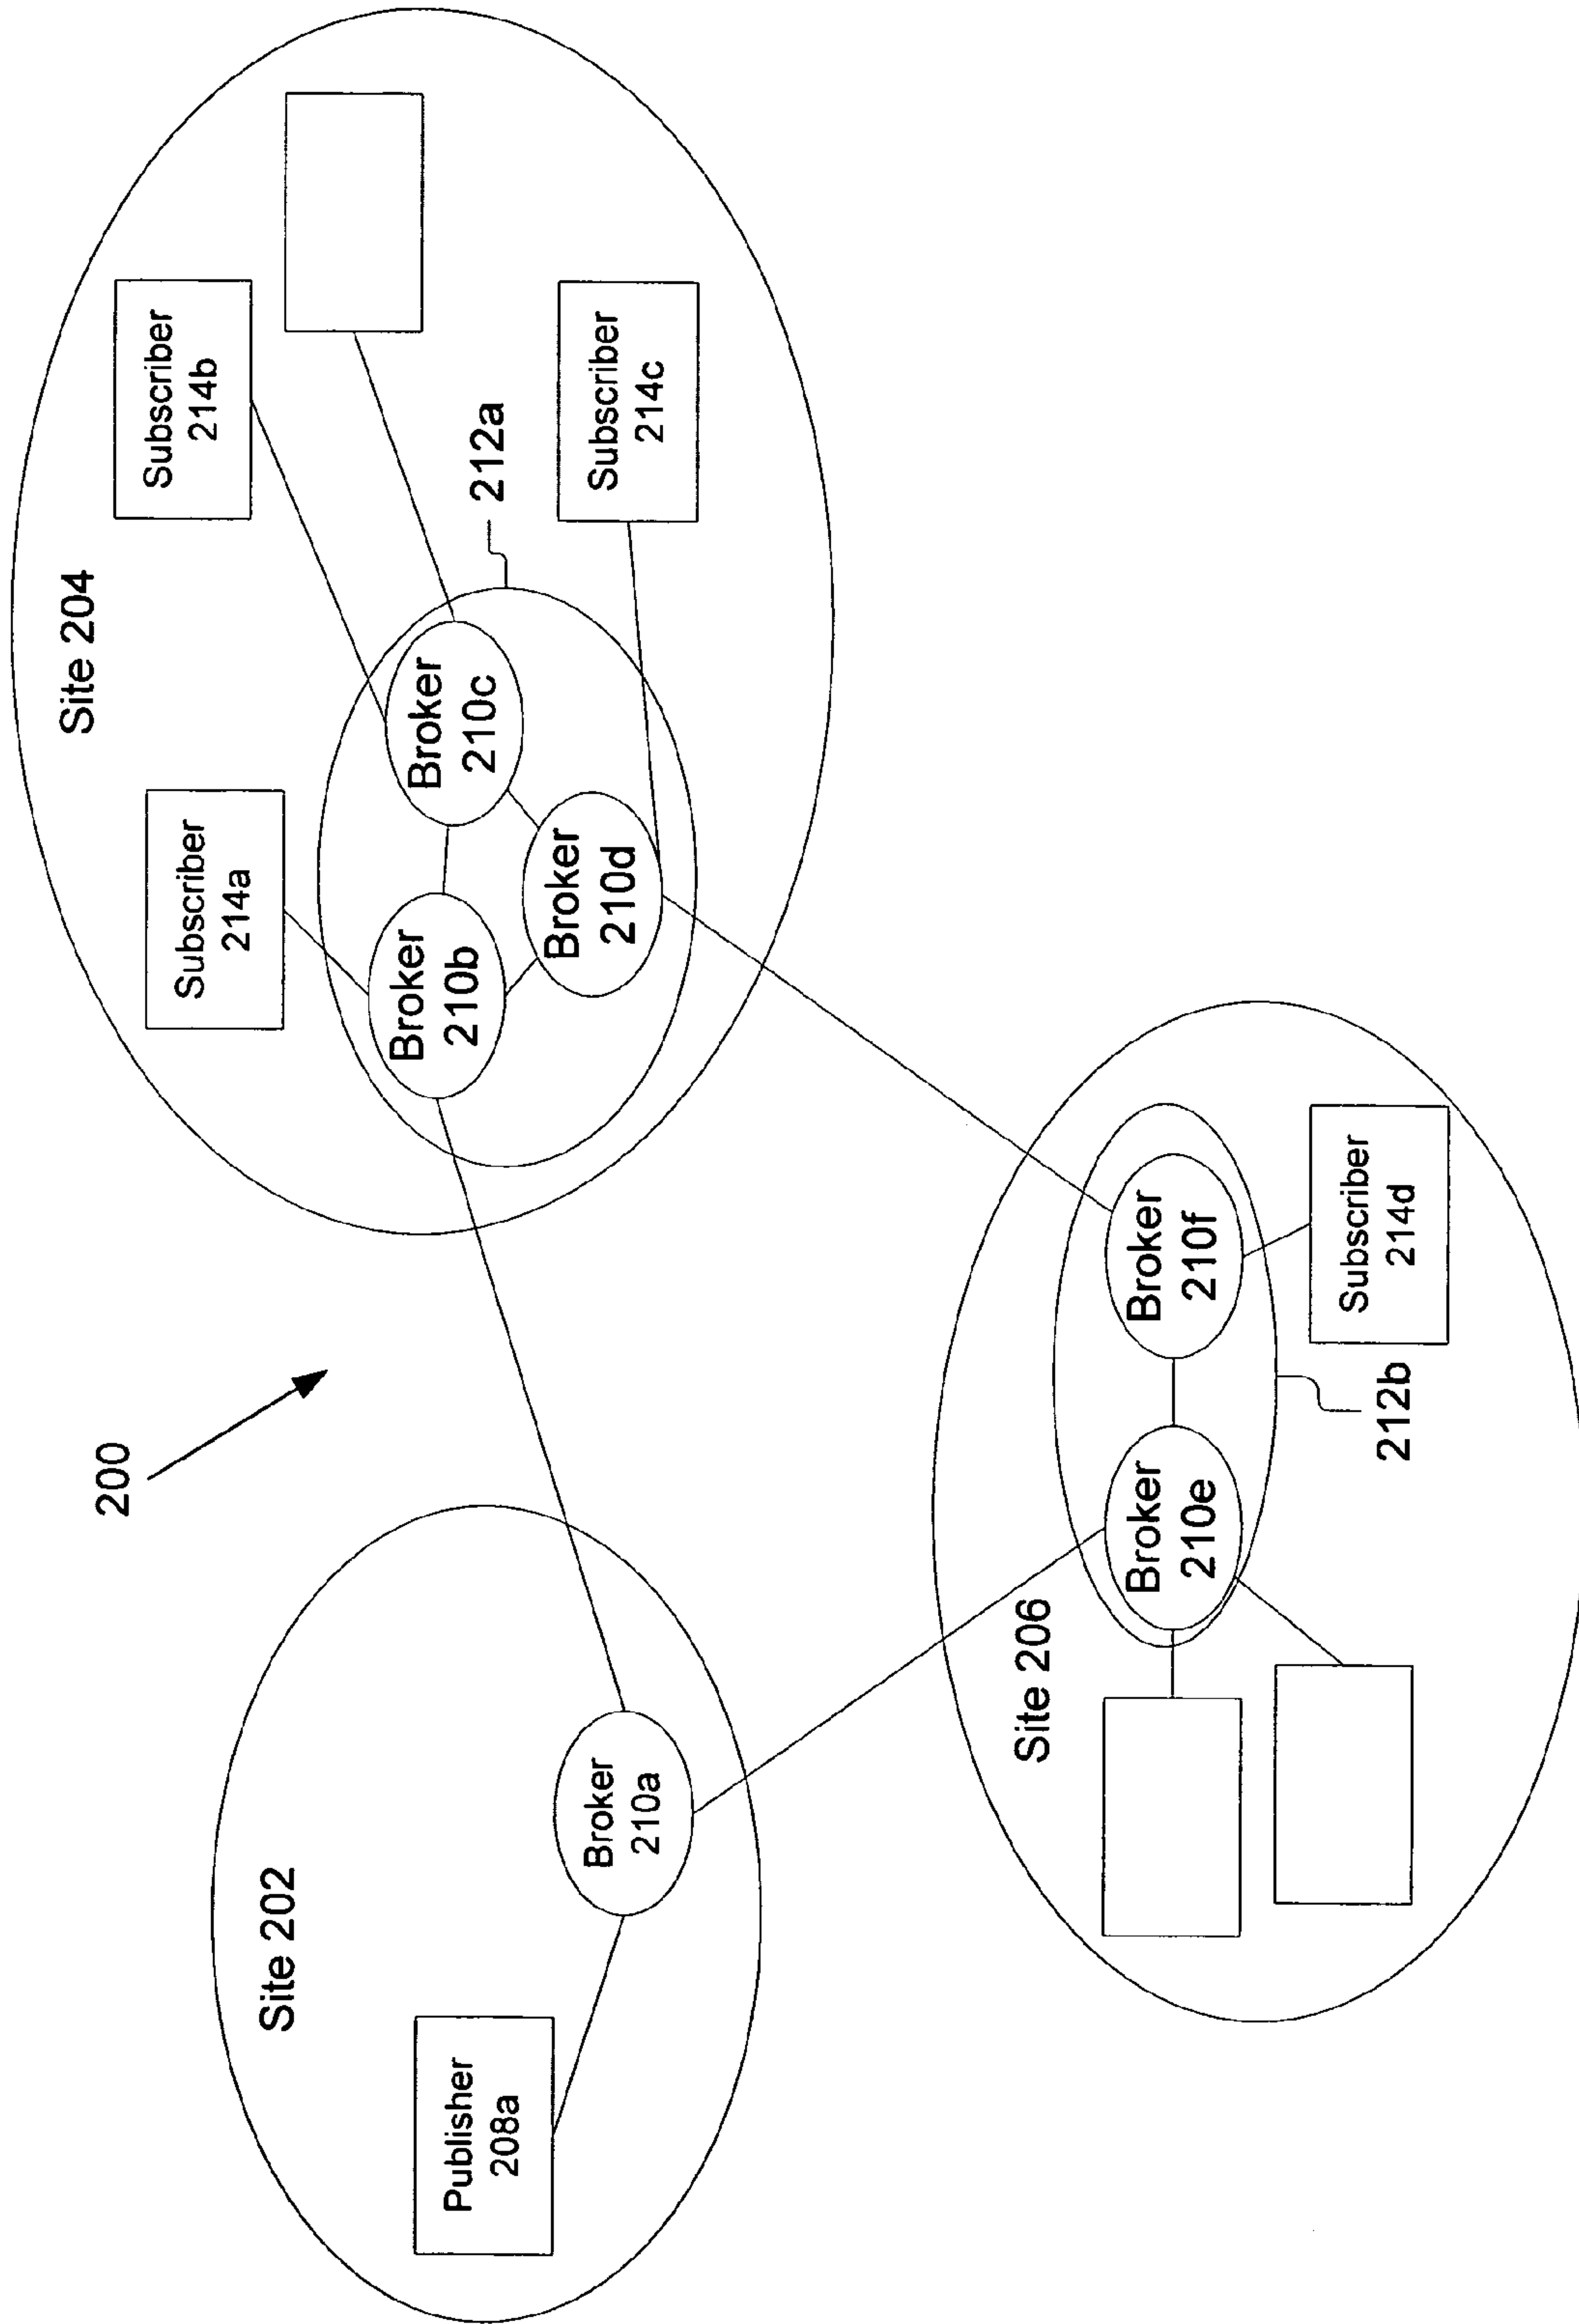 200
Site 202
Publisher
208a
Broker
210a
Site 204
Subscriber
214a
Subscriber
214b
Broker
210b
Broker
210c
Broker
210d
212a
Subscriber
214c
Site 206
Broker
210e
Broker
210f
Subscriber
214d
212b